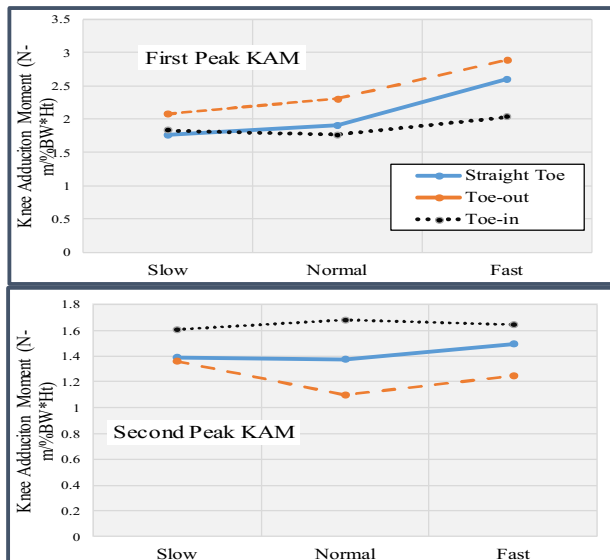 Knee Adduction Moment (N-
m/%BW*Ht)
3.5
3
2.5
2
1.5
1
0.5
0
First Peak KAM
Straight Toe
Toe-out
Toe-in
Slow Normal Fast
Knee Adduciton Moment (N-
m/%BW*Ht)
1.8
1.6
1.4
1.2
1
0.8
0.6
0.4
0.2
0
Second Peak KAM
Slow Normal Fast